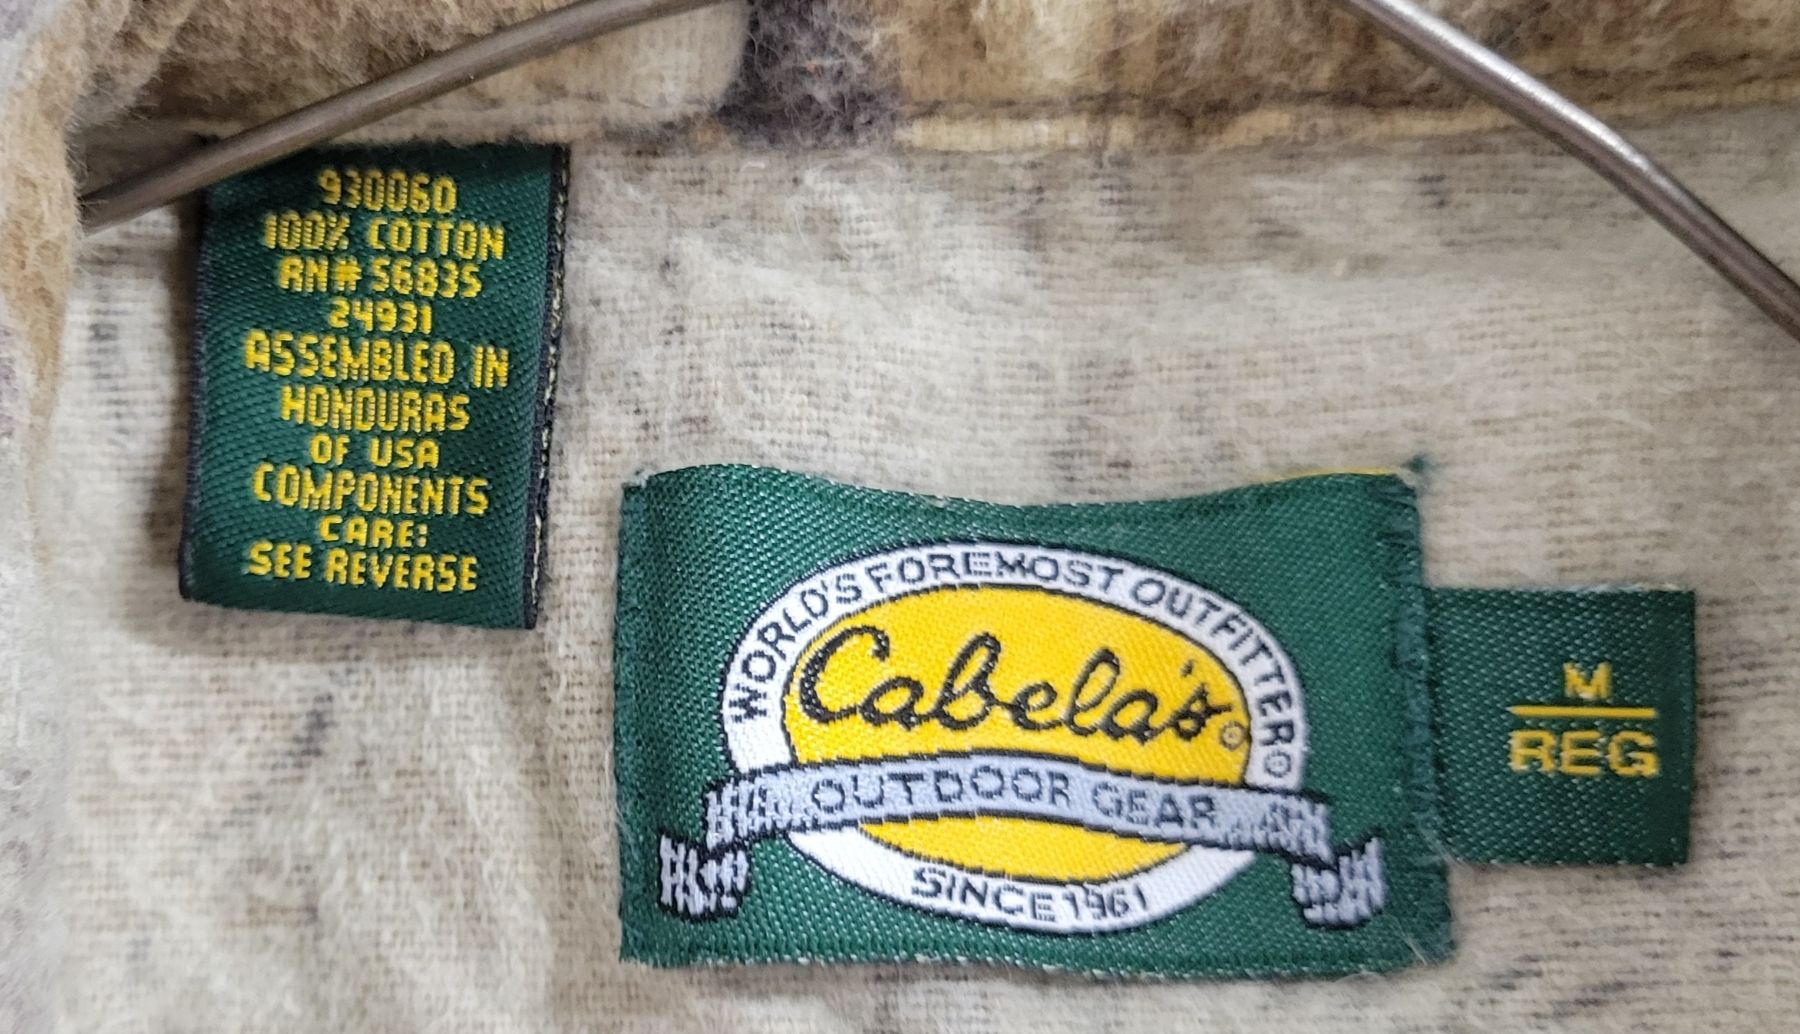 930060
100% COTTON
RN# 56835
24931
ASSEMBLED IN
HONDURAS
OF USA
COMPONENTS
CARE:
SEE REVERSE
WORLD'S FOREMOST OUTFITTER®
Cabela's®
OUTDOOR GEAR
SINCE 1961
M
REG